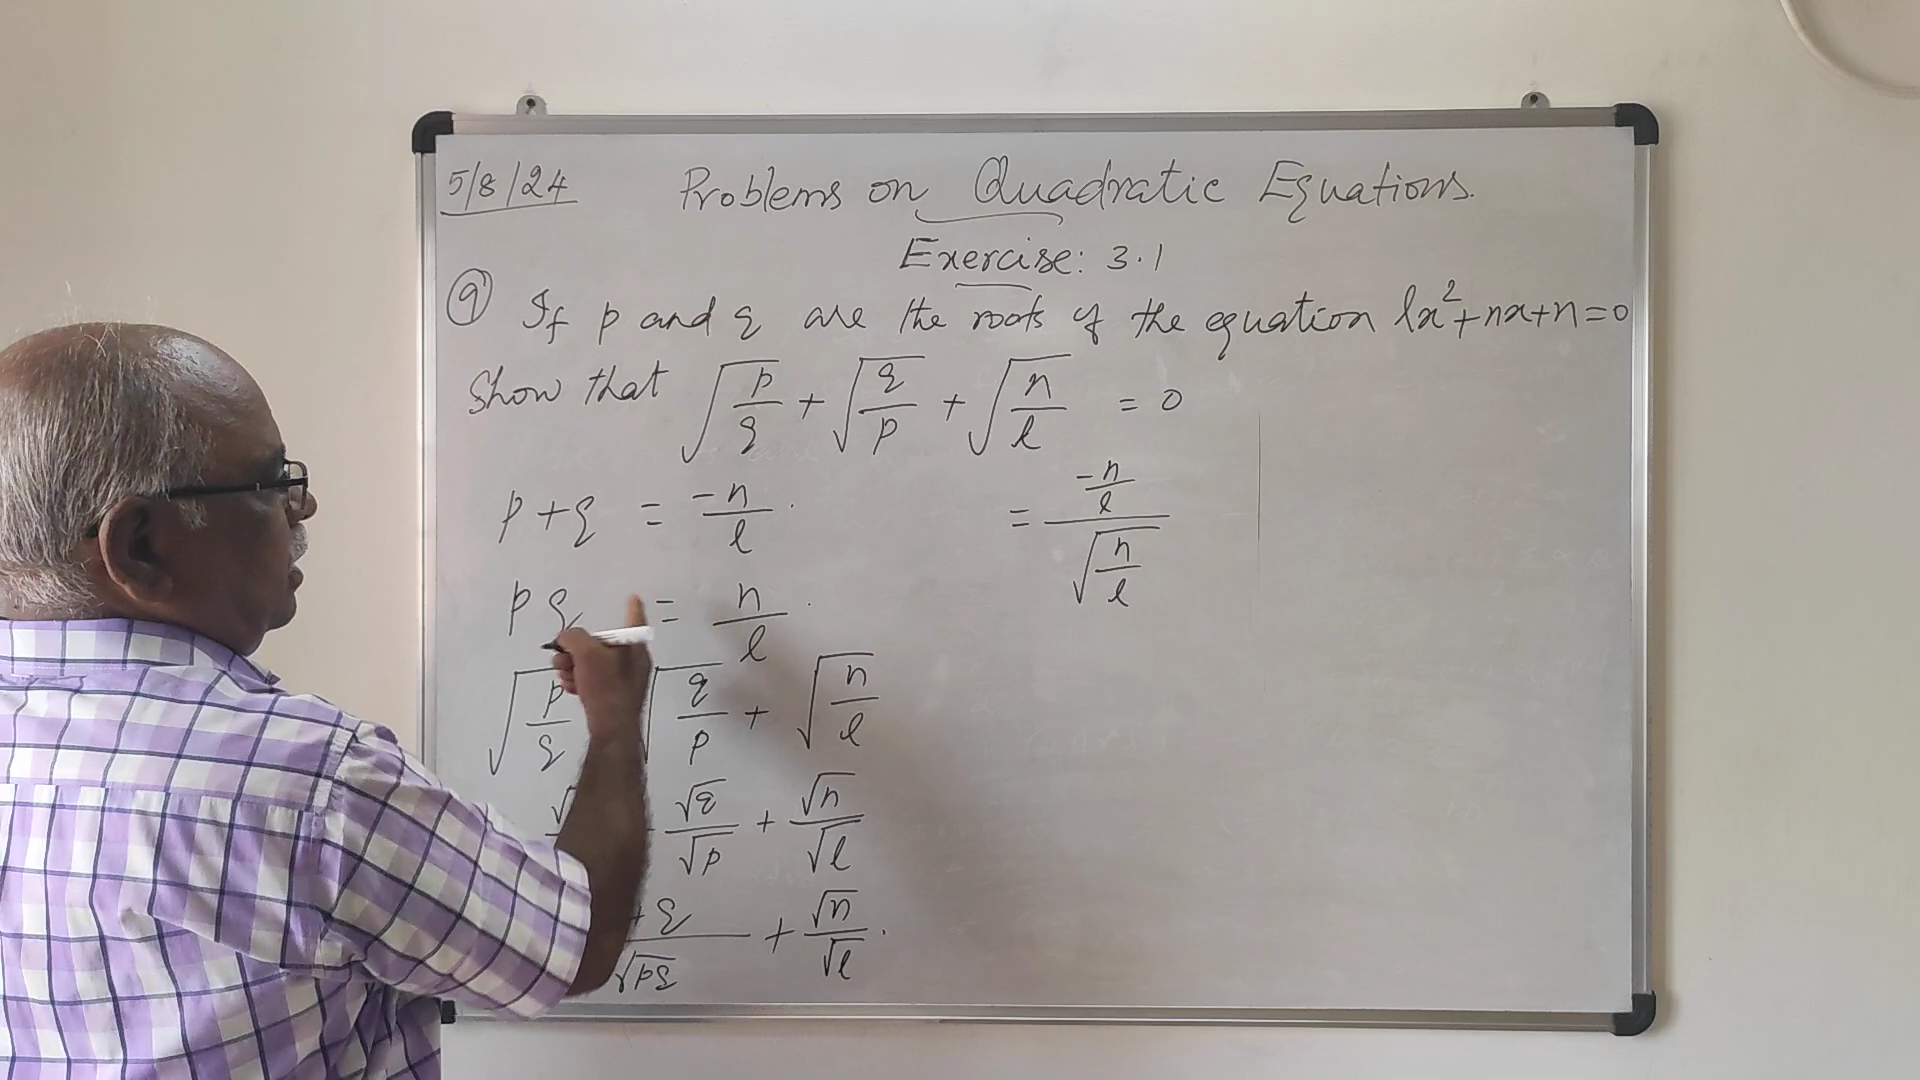 5/8/24 Problems on Quadratic Equations.
Exercise: 3.1
9 If p and q are the roots of the equation lx²+nx+n=0
Show that √(p/q) + √(q/p) + √(n/l) = 0
p+q = -n/l
pq = n/l
√(p/q) √(q/p) + √(n/l)
√q/√p + √n/√l
+q/√pq + √n/√l.
= (-n/l)/√(n/l)